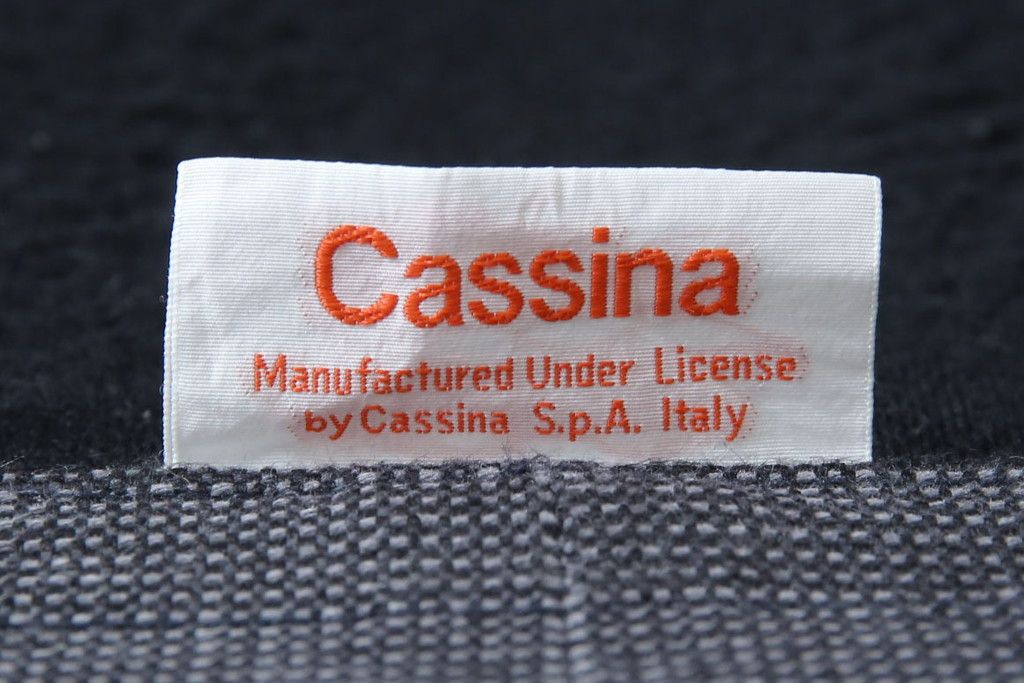 Cassina
Manufactured Under License
by Cassina S.p.A. Italy